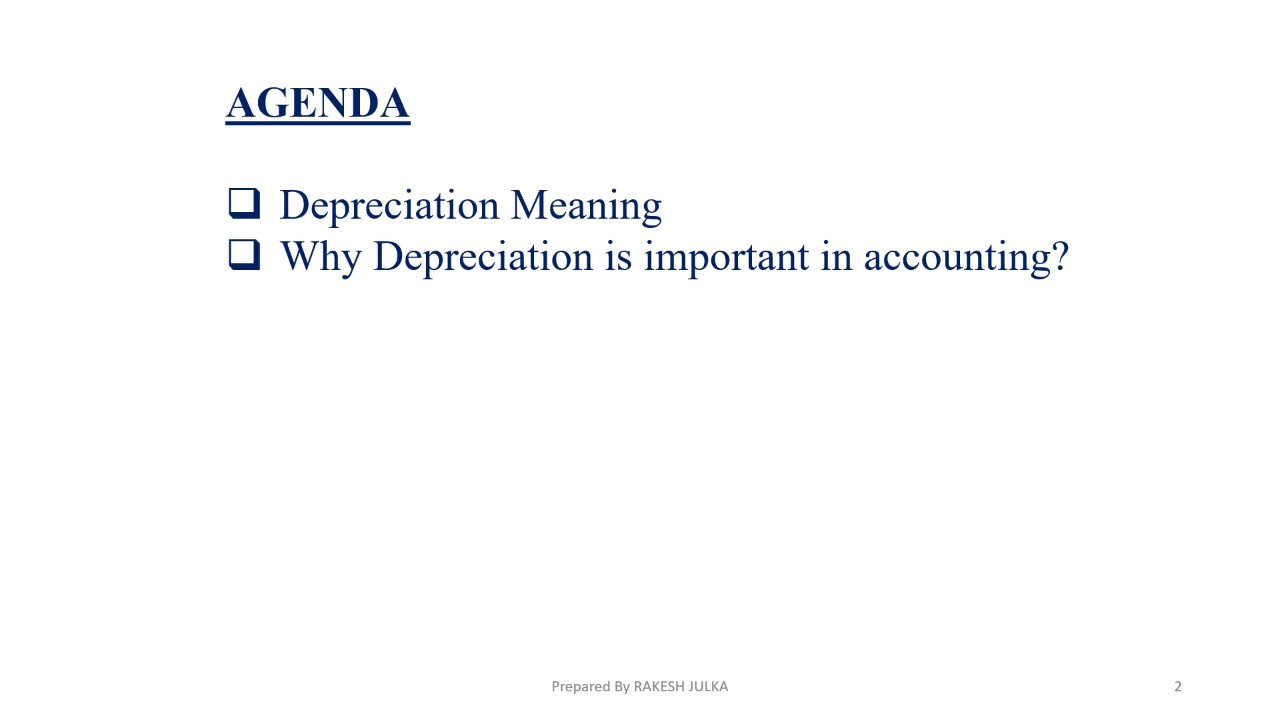 AGENDA
❑ Depreciation Meaning
❑ Why Depreciation is important in accounting?
Prepared By RAKESH JULKA
2